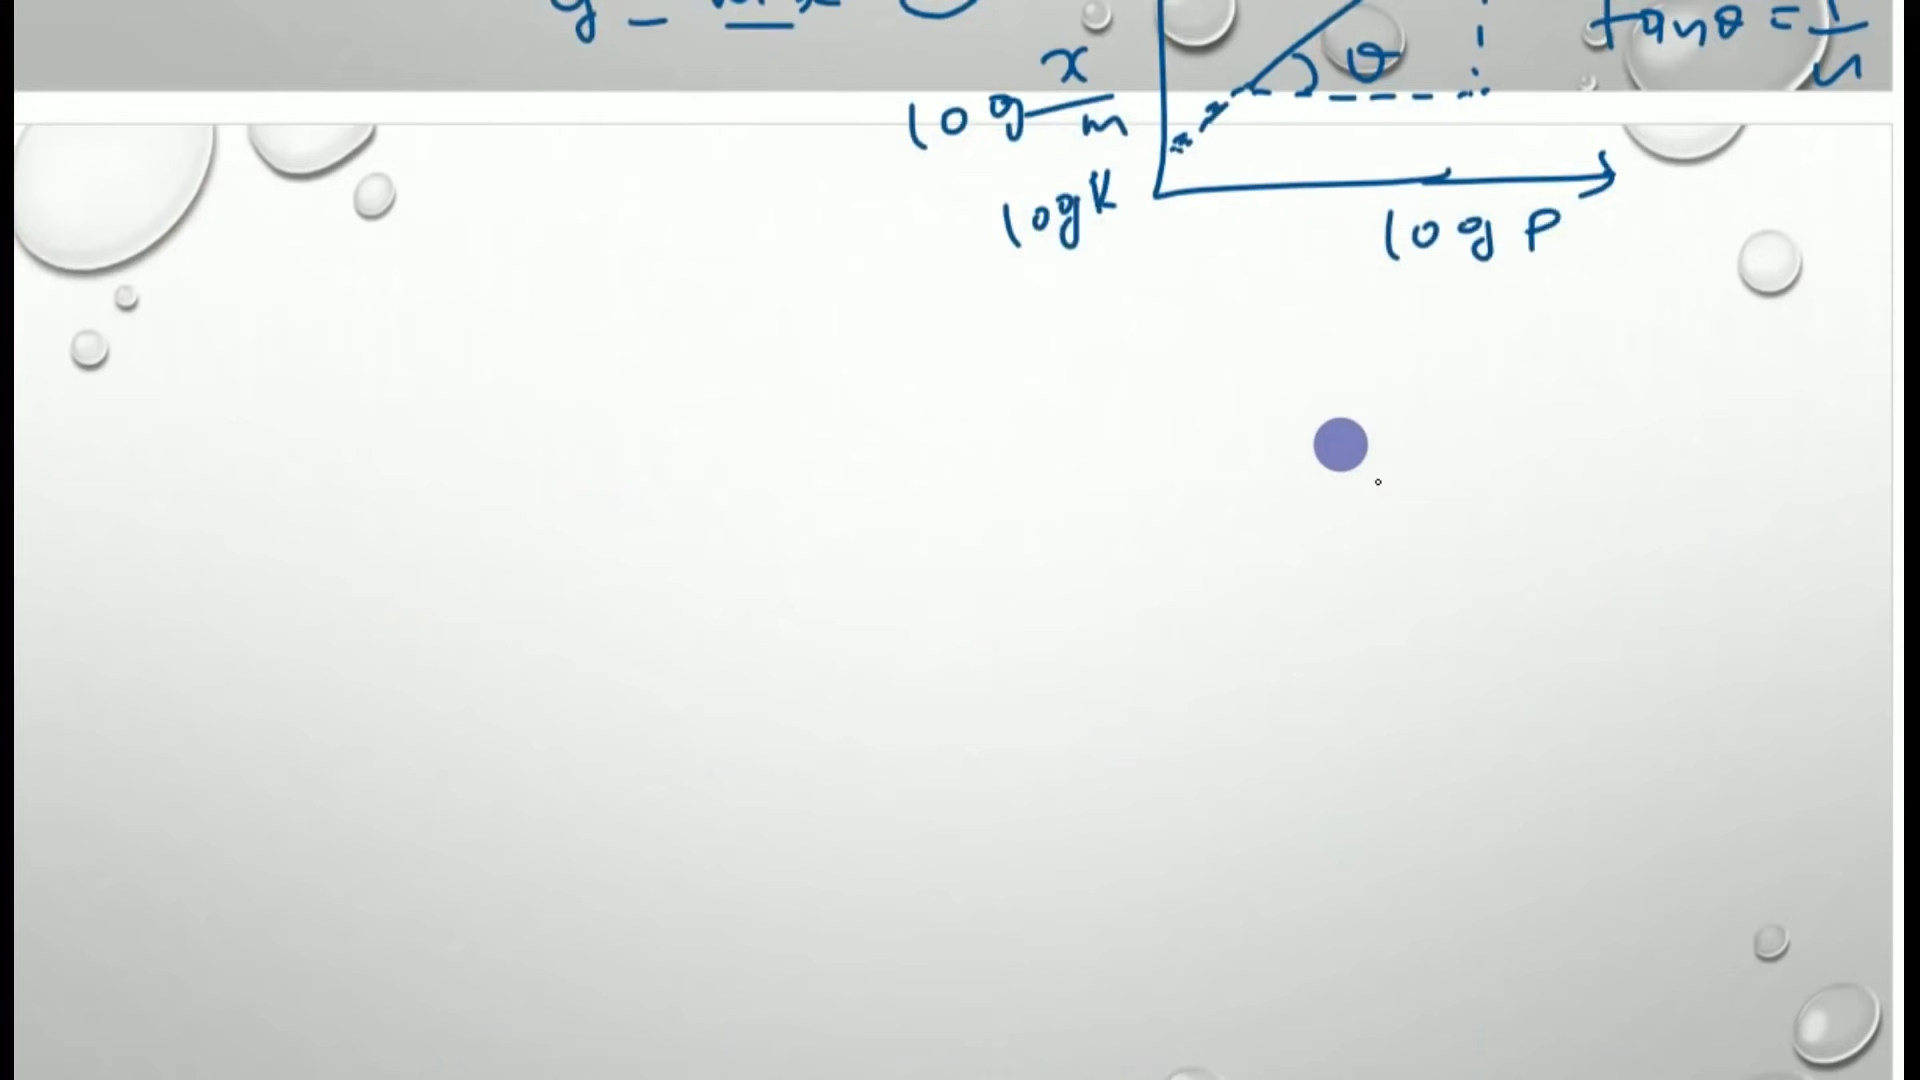 y =
tanθ = 1/n
θ
log x/m
log K
log P